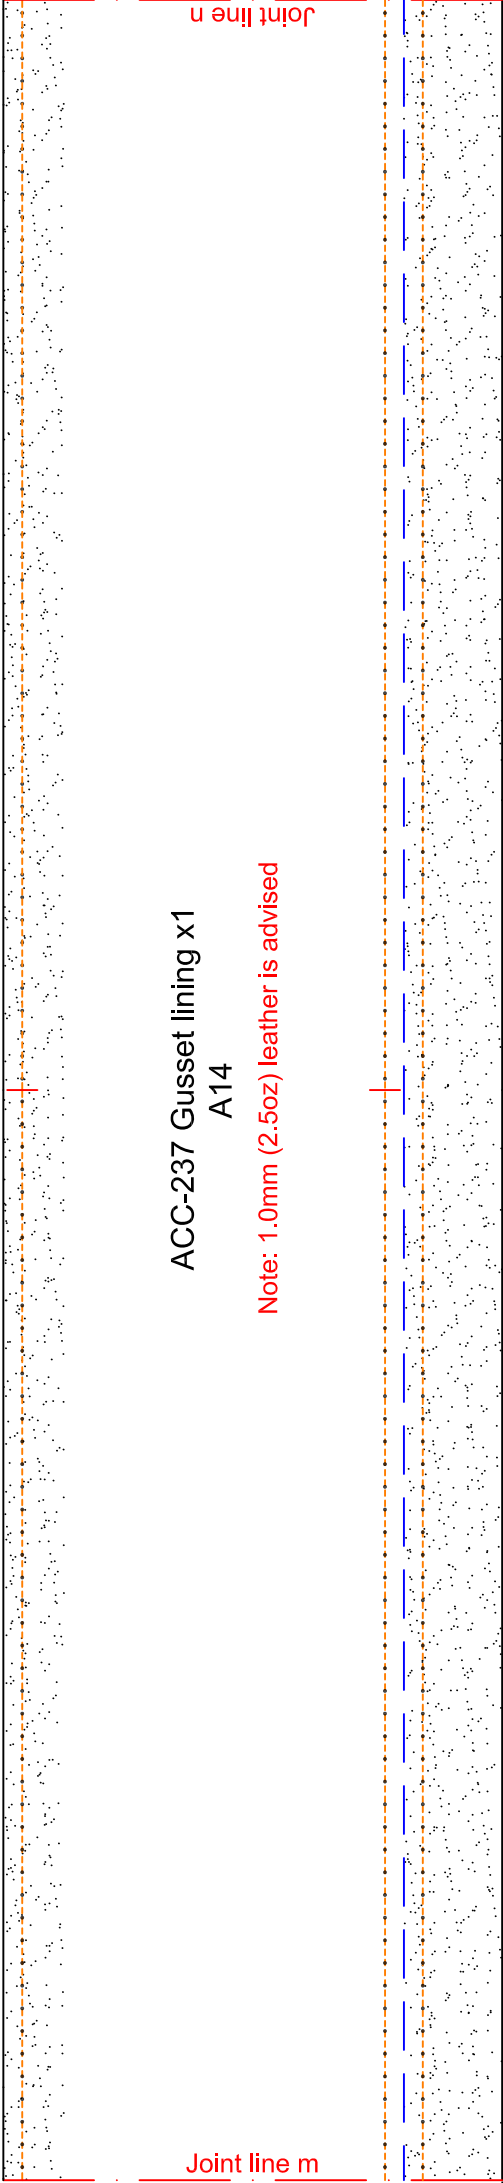 Joint line n
ACC-237 Gusset lining x1
A14
Note: 1.0mm (2.5oz) leather is advised
Joint line m